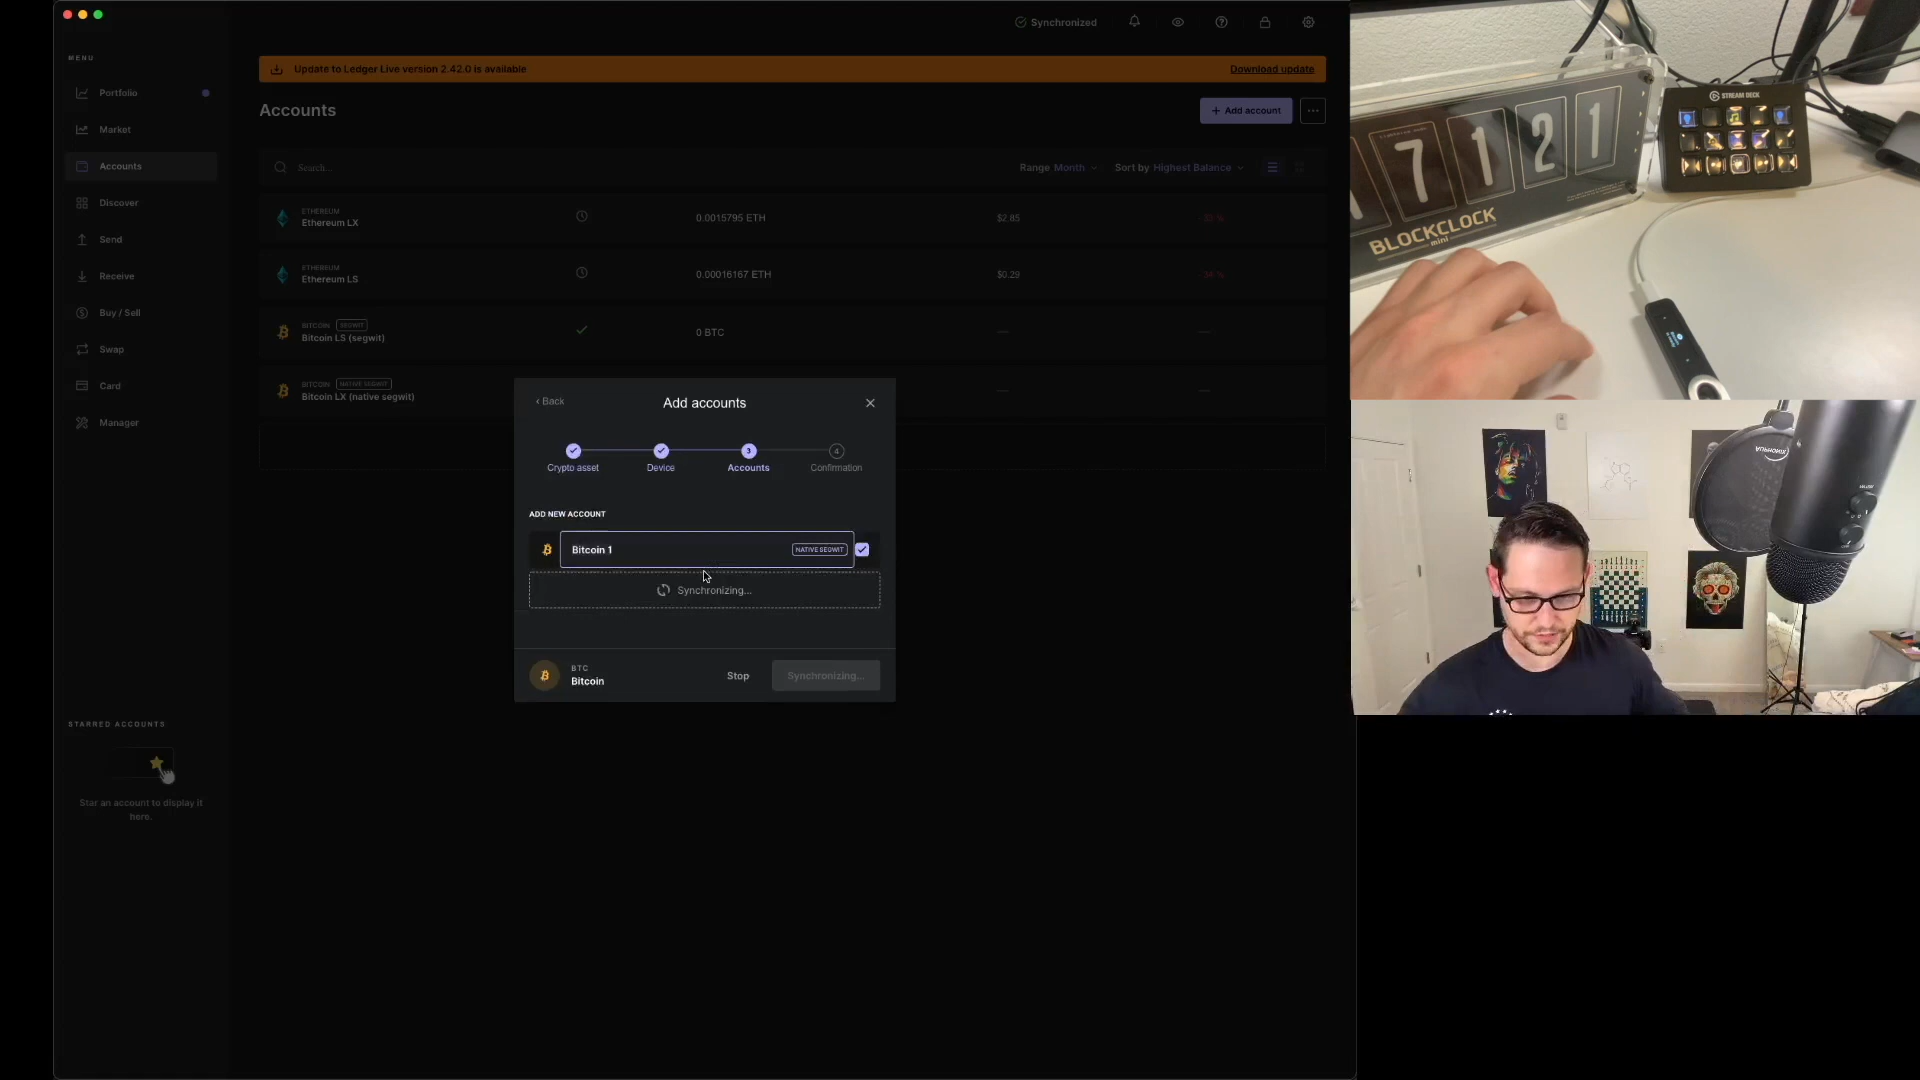 Synchronized
MENU
Update to Ledger Live version 2.42.0 is available
Download update
Portfolio
Accounts
+ Add account
Market
Accounts
Search...
Range Month
Sort by Highest Balance
Discover
ETHEREUM
Ethereum LX
0.0015795 ETH
$2.85
Send
ETHEREUM
Ethereum LS
0.00016167 ETH
$0.29
Receive
Buy / Sell
BITCOIN SEGWIT
Bitcoin LS (segwit)
0 BTC
Swap
Card
BITCOIN NATIVE SEGWIT
Bitcoin LX (native segwit)
Manager
Back
Add accounts
3
4
Crypto asset
Device
Accounts
Confirmation
ADD NEW ACCOUNT
Bitcoin 1
NATIVE SEGWIT
Synchronizing...
BTC
Bitcoin
Stop
Synchronizing...
STARRED ACCOUNTS
Star an account to display it
here.
STREAM DECK
7 1 2 1
BLOCKCLOCK
mini
AUPHONIX